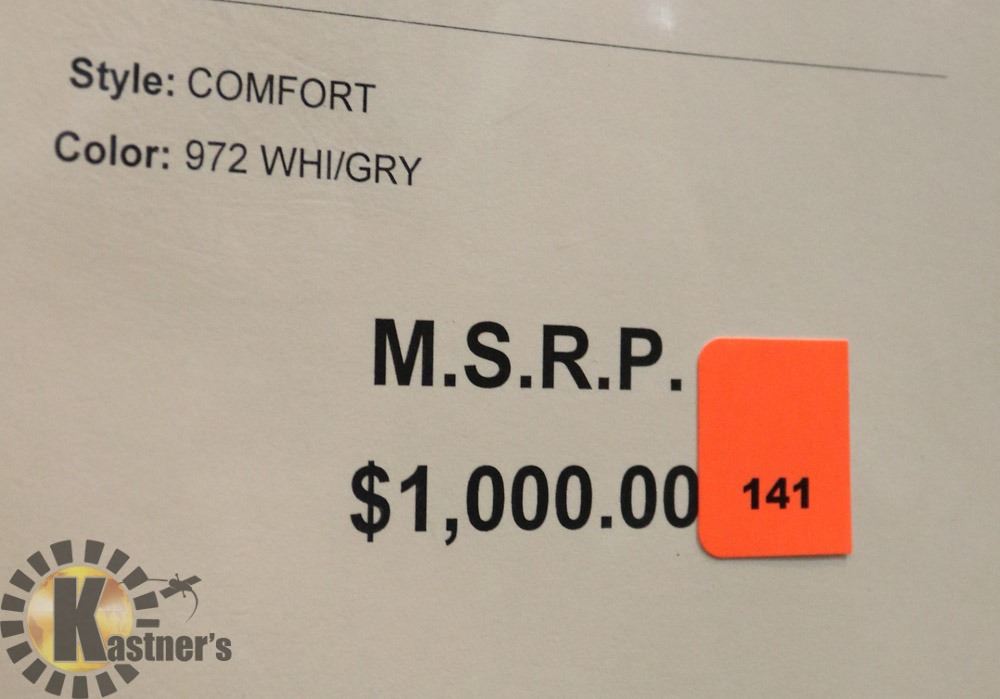 Style: COMFORT
Color: 972 WHI/GRY
M.S.R.P.
$1,000.00
141
Kastner's